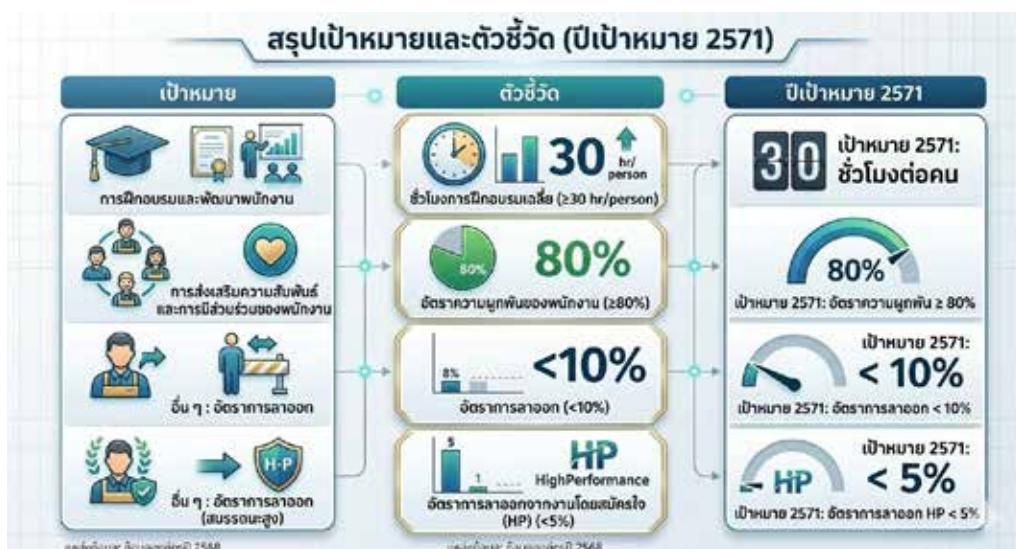 สรุปเป้าหมายและตัวชี้วัด (ปีเป้าหมาย 2571)
เป้าหมาย
การฝึกอบรมและพัฒนาพนักงาน
การส่งเสริมความสัมพันธ์
และการมีส่วนร่วมของพนักงาน
อื่น ๆ : อัตราการลาออก
H-P
อื่น ๆ : อัตราการลาออก
(สมรรถนะสูง)
ตัวชี้วัด
30 hr/
person
ชั่วโมงการฝึกอบรมเฉลี่ย (≥30 hr/person)
80%
80%
อัตราความผูกพันของพนักงาน (≥80%)
8%
<10%
อัตราการลาออก (<10%)
5
1
HP
HighPerformance
อัตราการลาออกจากงานโดยสมัครใจ
(HP) (<5%)
ปีเป้าหมาย 2571
30
เป้าหมาย 2571:
ชั่วโมงต่อคน
80%
เป้าหมาย 2571: อัตราความผูกพัน ≥ 80%
เป้าหมาย 2571:
< 10%
เป้าหมาย 2571: อัตราการลาออก < 10%
เป้าหมาย 2571:
HP < 5%
เป้าหมาย 2571: อัตราการลาออก HP < 5%